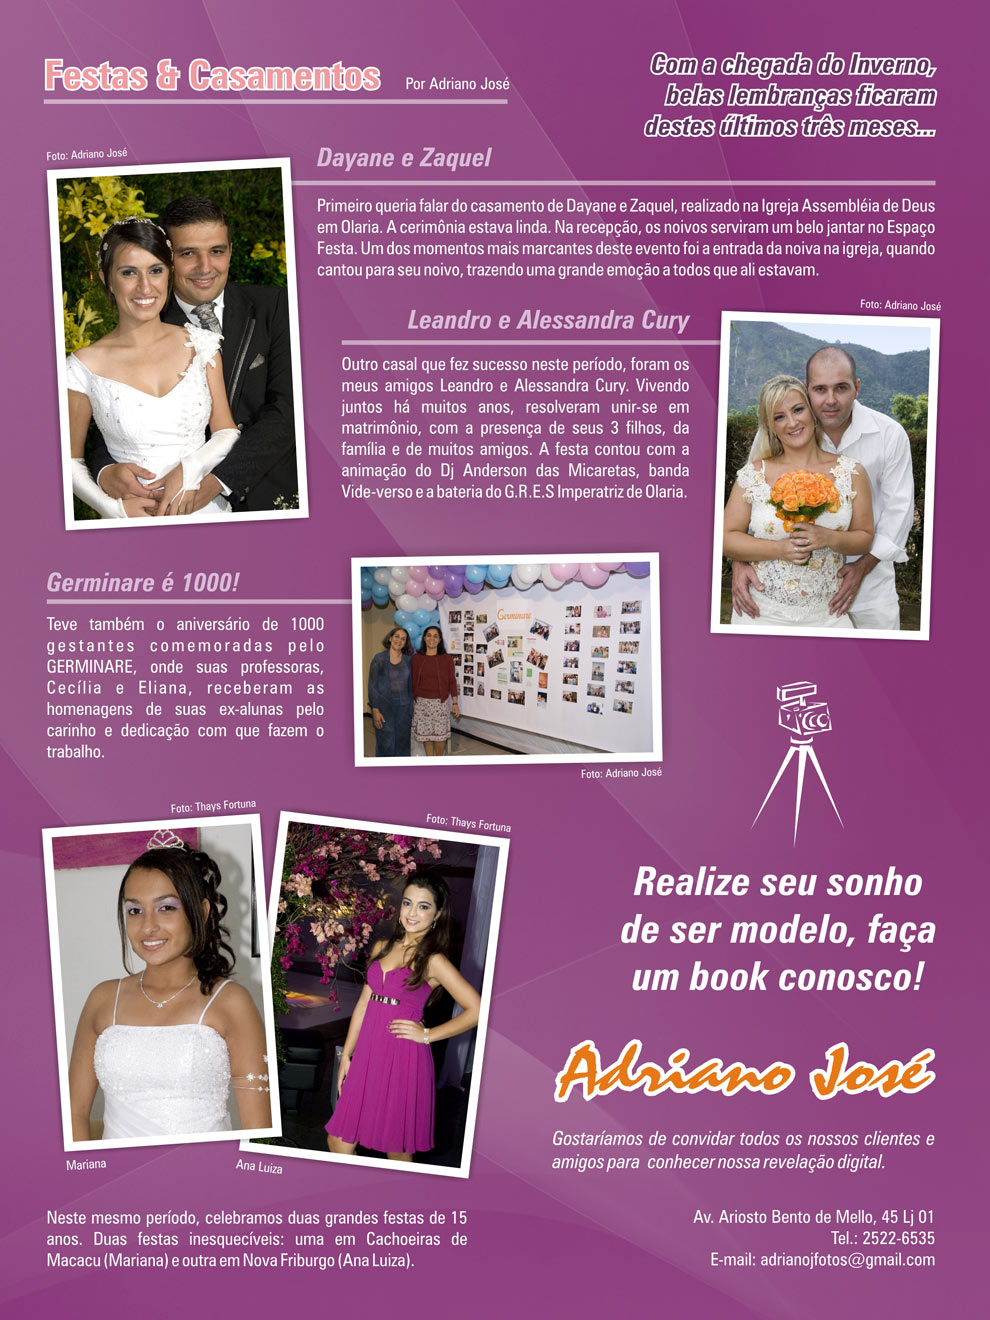 Festas & Casamentos
Por Adriano José
Com a chegada do Inverno,
belas lembranças ficaram
destes últimos três meses...
Foto: Adriano José
Dayane e Zaquel
Primeiro queria falar do casamento de Dayane e Zaquel, realizado na Igreja Assembléia de Deus
em Olaria. A cerimônia estava linda. Na recepção, os noivos serviram um belo jantar no Espaço
Festa. Um dos momentos mais marcantes deste evento foi a entrada da noiva na igreja, quando
cantou para seu noivo, trazendo uma grande emoção a todos que ali estavam.
Foto: Adriano José
Leandro e Alessandra Cury
Outro casal que fez sucesso neste período, foram os
meus amigos Leandro e Alessandra Cury. Vivendo
juntos há muitos anos, resolveram unir-se em
matrimônio, com a presença de seus 3 filhos, da
família e de muitos amigos. A festa contou com a
animação do Dj Anderson das Micaretas, banda
Vide-verso e a bateria do G.R.E.S Imperatriz de Olaria.
Germinare é 1000!
Teve também o aniversário de 1000
gestantes comemoradas pelo
GERMINARE, onde suas professoras,
Cecília e Eliana, receberam as
homenagens de suas ex-alunas pelo
carinho e dedicação com que fazem o
trabalho.
Germinare
Foto: Adriano José
Foto: Thays Fortuna
Foto: Thays Fortuna
Mariana
Ana Luiza
Neste mesmo período, celebramos duas grandes festas de 15
anos. Duas festas inesquecíveis: uma em Cachoeiras de
Macacu (Mariana) e outra em Nova Friburgo (Ana Luiza).
Realize seu sonho
de ser modelo, faça
um book conosco!
Adriano José
Gostaríamos de convidar todos os nossos clientes e
amigos para conhecer nossa revelação digital.
Av. Ariosto Bento de Mello, 45 Lj 01
Tel.: 2522-6535
E-mail: adrianojfotos@gmail.com